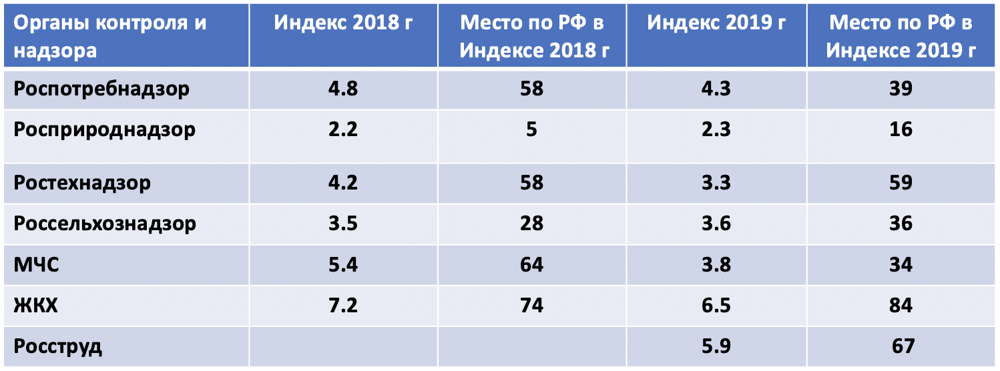 Органы контроля и надзора Индекс 2018 г Место по РФ в Индексе 2018 г Индекс 2019 г Место по РФ в Индексе 2019 г
Роспотребнадзор 4.8 58 4.3 39
Росприроднадзор 2.2 5 2.3 16
Ростехнадзор 4.2 58 3.3 59
Россельхознадзор 3.5 28 3.6 36
МЧС 5.4 64 3.8 34
ЖКХ 7.2 74 6.5 84
Росструд 5.9 67